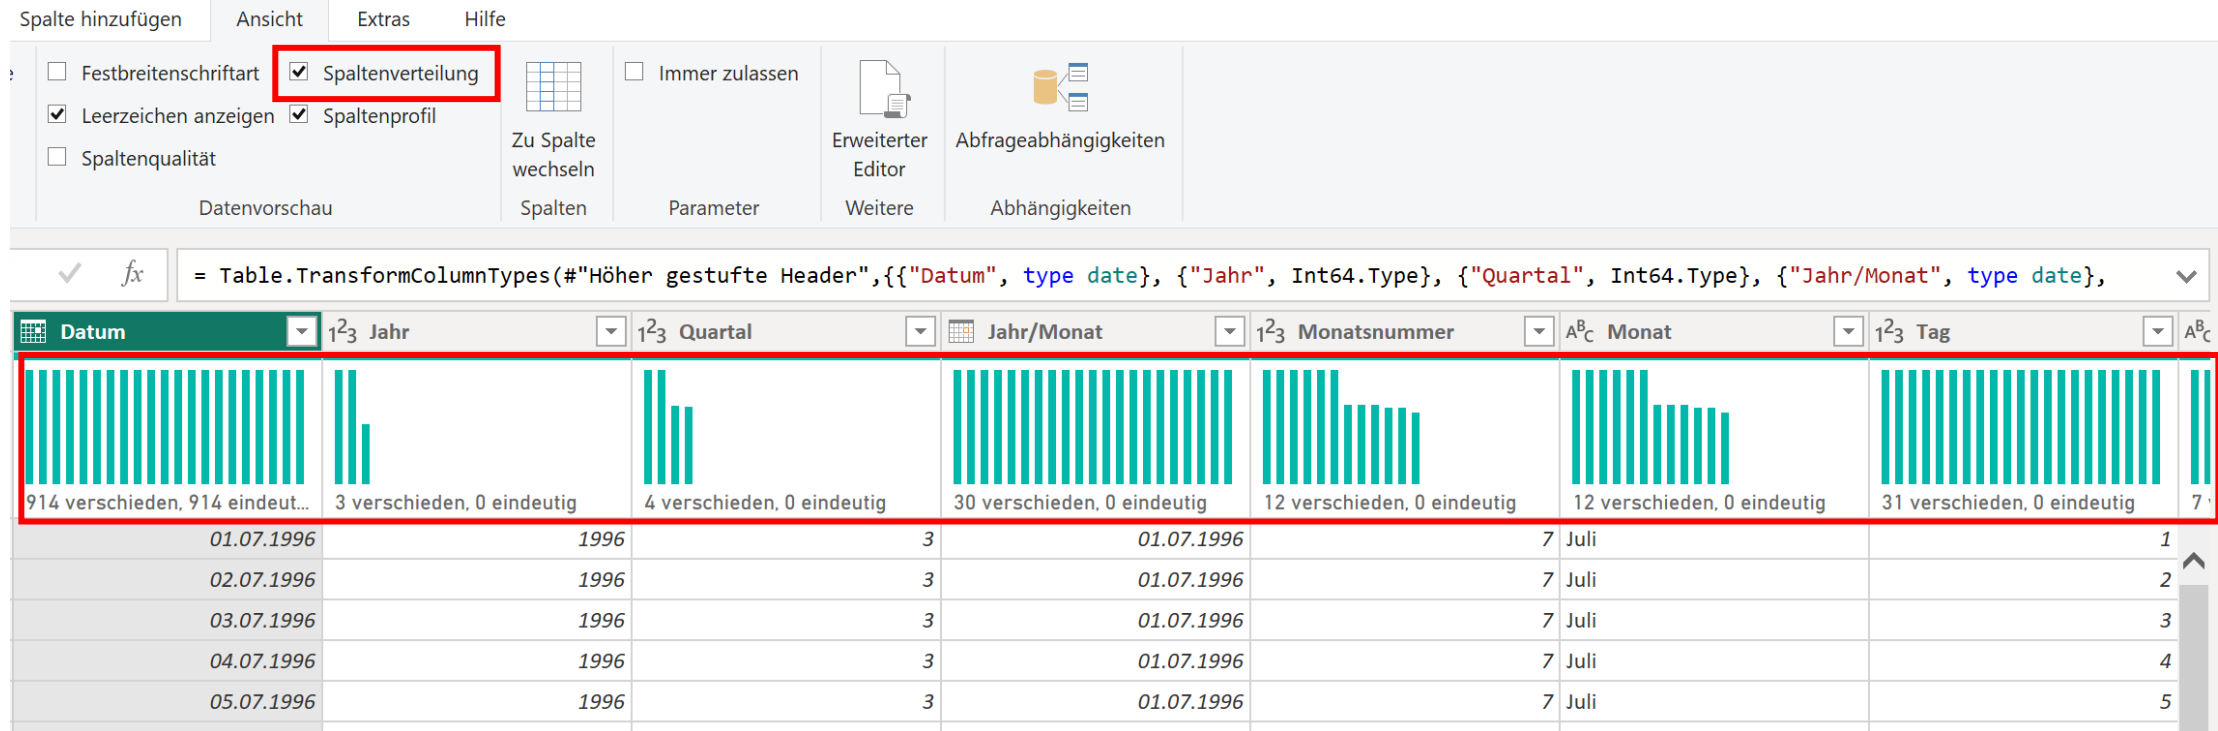 Spalte hinzufügen Ansicht Extras Hilfe
Festbreitenschriftart Spaltenverteilung Immer zulassen
Leerzeichen anzeigen Spaltenprofil
Spaltenqualität
Zu Spalte wechseln
Erweiterter Editor
Abfrageabhängigkeiten
Datenvorschau Spalten Parameter Weitere Abhängigkeiten
fx = Table.TransformColumnTypes(#"Höher gestufte Header",{{"Datum", type date}, {"Jahr", Int64.Type}, {"Quartal", Int64.Type}, {"Jahr/Monat", type date},
Datum 123 Jahr 123 Quartal Jahr/Monat 123 Monatsnummer ABC Monat 123 Tag ABC
914 verschieden, 914 eindeut... 3 verschieden, 0 eindeutig 4 verschieden, 0 eindeutig 30 verschieden, 0 eindeutig 12 verschieden, 0 eindeutig 12 verschieden, 0 eindeutig 31 verschieden, 0 eindeutig 7
01.07.1996 1996 3 01.07.1996 7 Juli 1
02.07.1996 1996 3 01.07.1996 7 Juli 2
03.07.1996 1996 3 01.07.1996 7 Juli 3
04.07.1996 1996 3 01.07.1996 7 Juli 4
05.07.1996 1996 3 01.07.1996 7 Juli 5